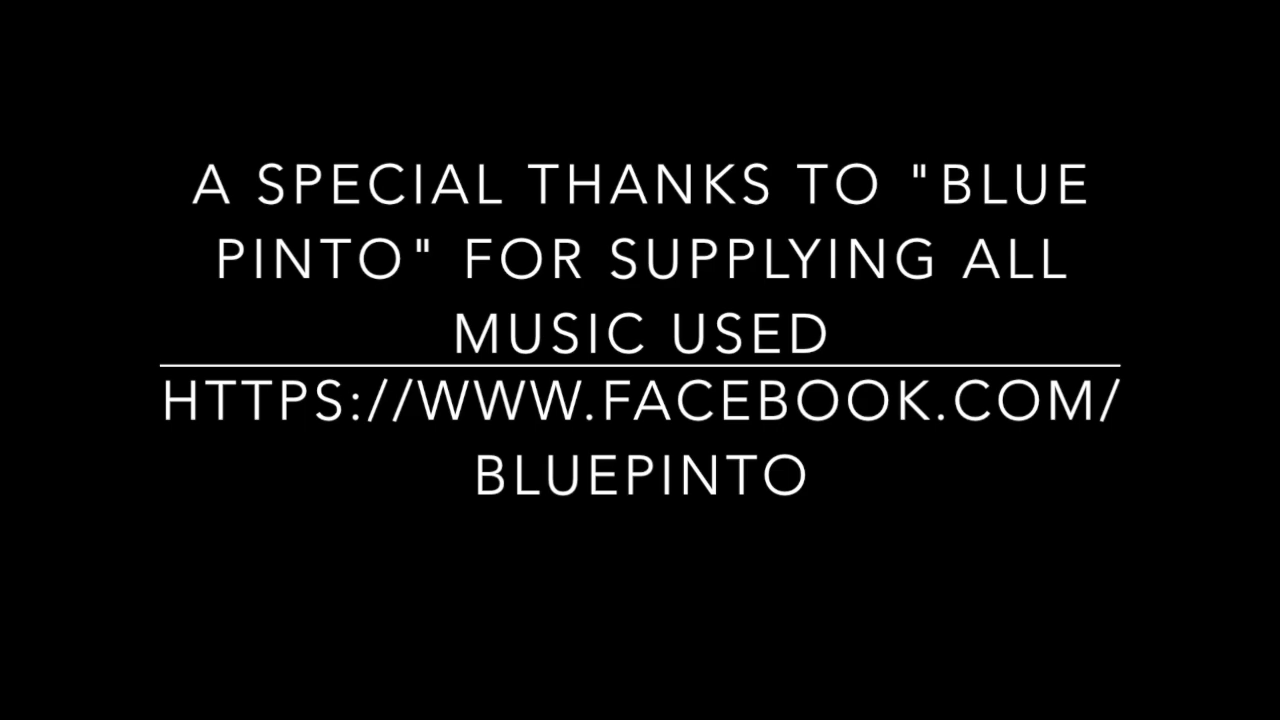 A SPECIAL THANKS TO "BLUE
PINTO" FOR SUPPLYING ALL
MUSIC USED
HTTPS://WWW.FACEBOOK.COM/
BLUEPINTO